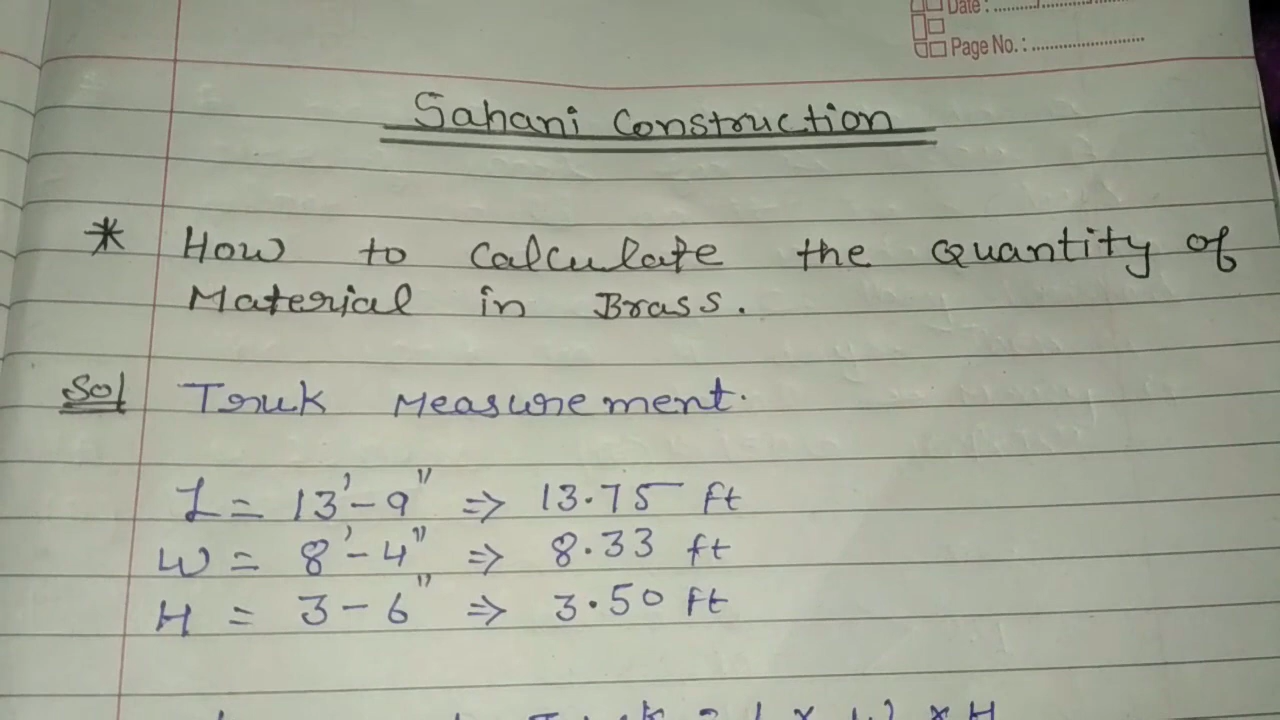 Date :
Page No. :
Sahani Construction
* How to Calculate the Quantity of
Material in Brass.
Sol Truk Measurement.
L = 13'-9" => 13.75 ft
W = 8'-4" => 8.33 ft
H = 3-6" => 3.50 ft
Truk = L x W x H